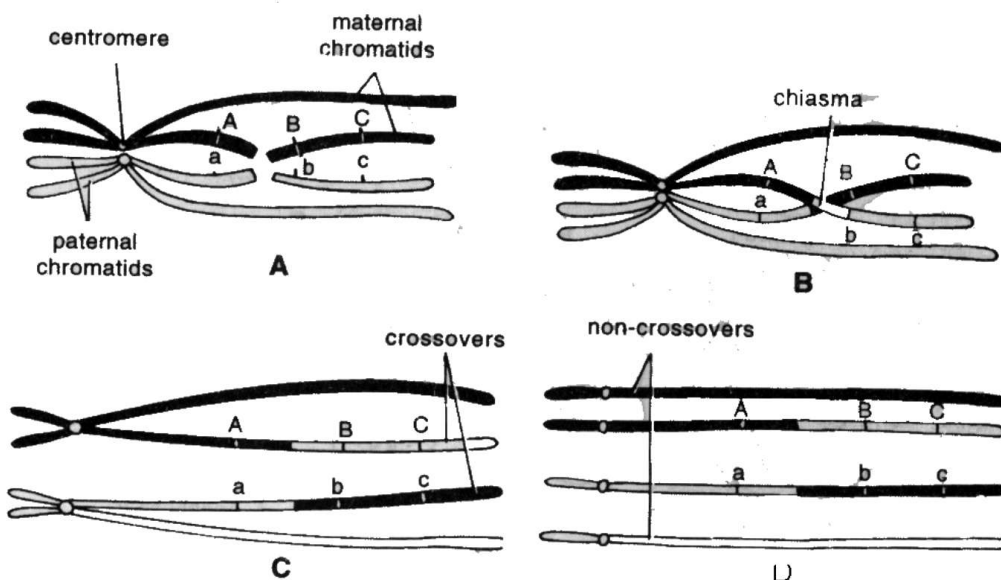 centromere
maternal
chromatids
A
B
C
a
b
c
paternal
chromatids
A
chiasma
A
B
C
a
b
c
B
crossovers
A
B
C
a
b
c
C
non-crossovers
A
B
C
a
b
c
D